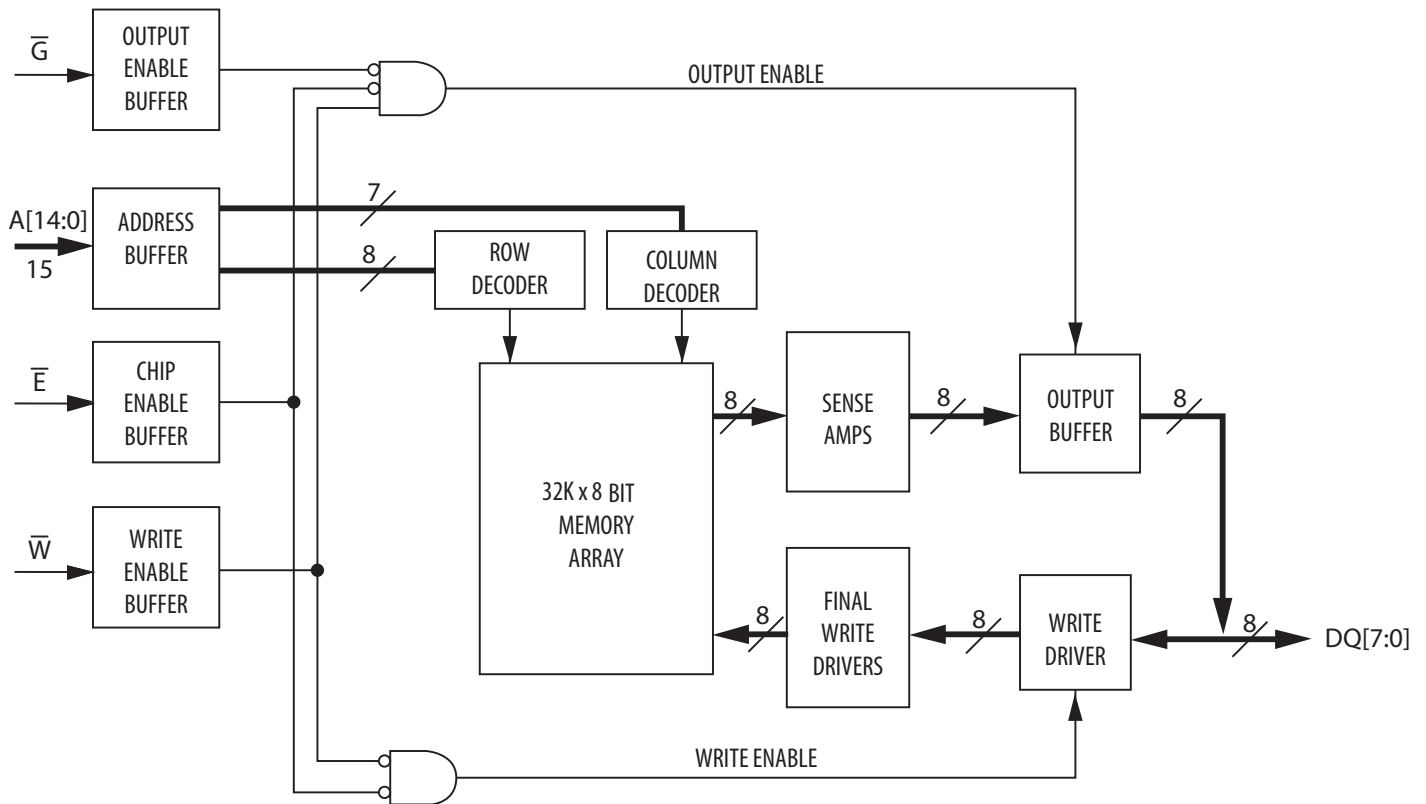 G̅
OUTPUT
ENABLE
BUFFER
OUTPUT ENABLE
A[14:0]
15
ADDRESS
BUFFER
7
8
ROW
DECODER
COLUMN
DECODER
E̅
CHIP
ENABLE
BUFFER
W̅
WRITE
ENABLE
BUFFER
32K x 8 BIT
MEMORY
ARRAY
8
SENSE
AMPS
8
OUTPUT
BUFFER
8
8
FINAL
WRITE
DRIVERS
8
WRITE
DRIVER
8
DQ[7:0]
WRITE ENABLE